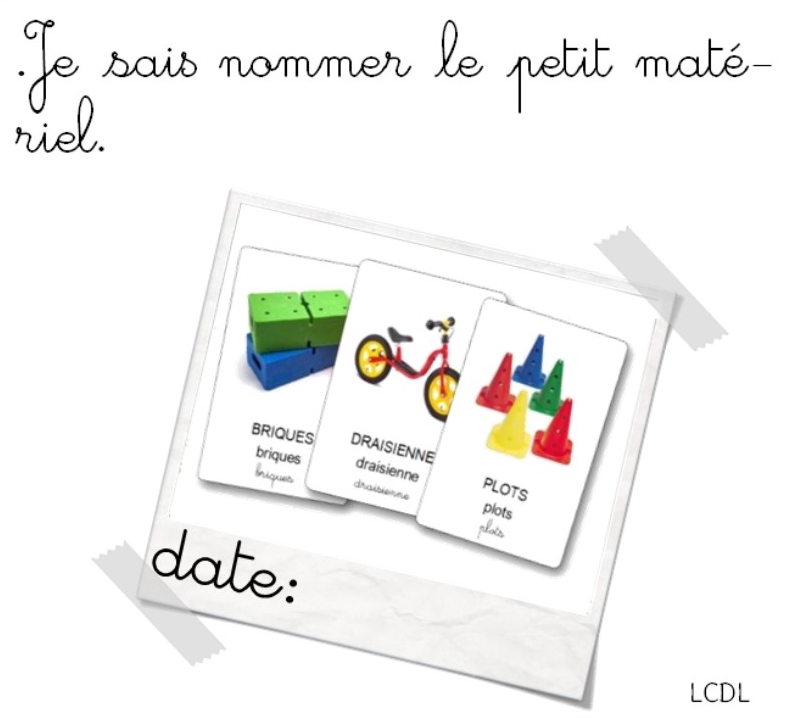 .Je sais nommer le petit maté-
riel.
BRIQUES
briques
briques
DRAISIENNE
draisienne
draisienne
PLOTS
plots
plots
date:
LCDL